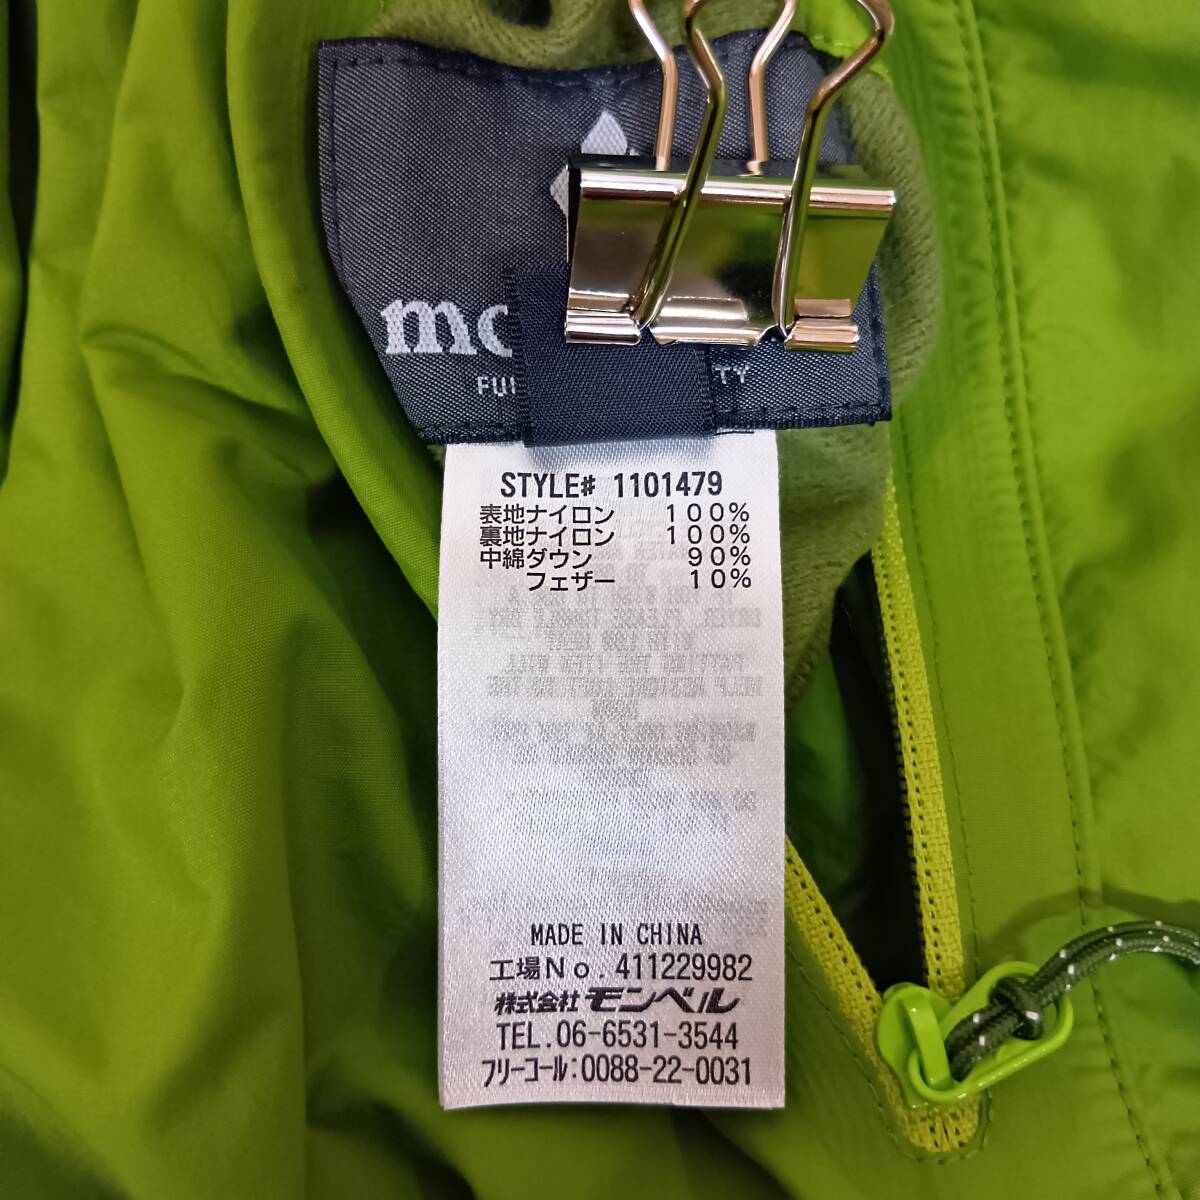 mo
STYLE# 1101479
表地ナイロン 100%
裏地ナイロン 100%
中綿ダウン 90%
フェザー 10%
MADE IN CHINA
工場No.411229982
株式会社モンベル
TEL.06-6531-3544
フリーコール:0088-22-0031